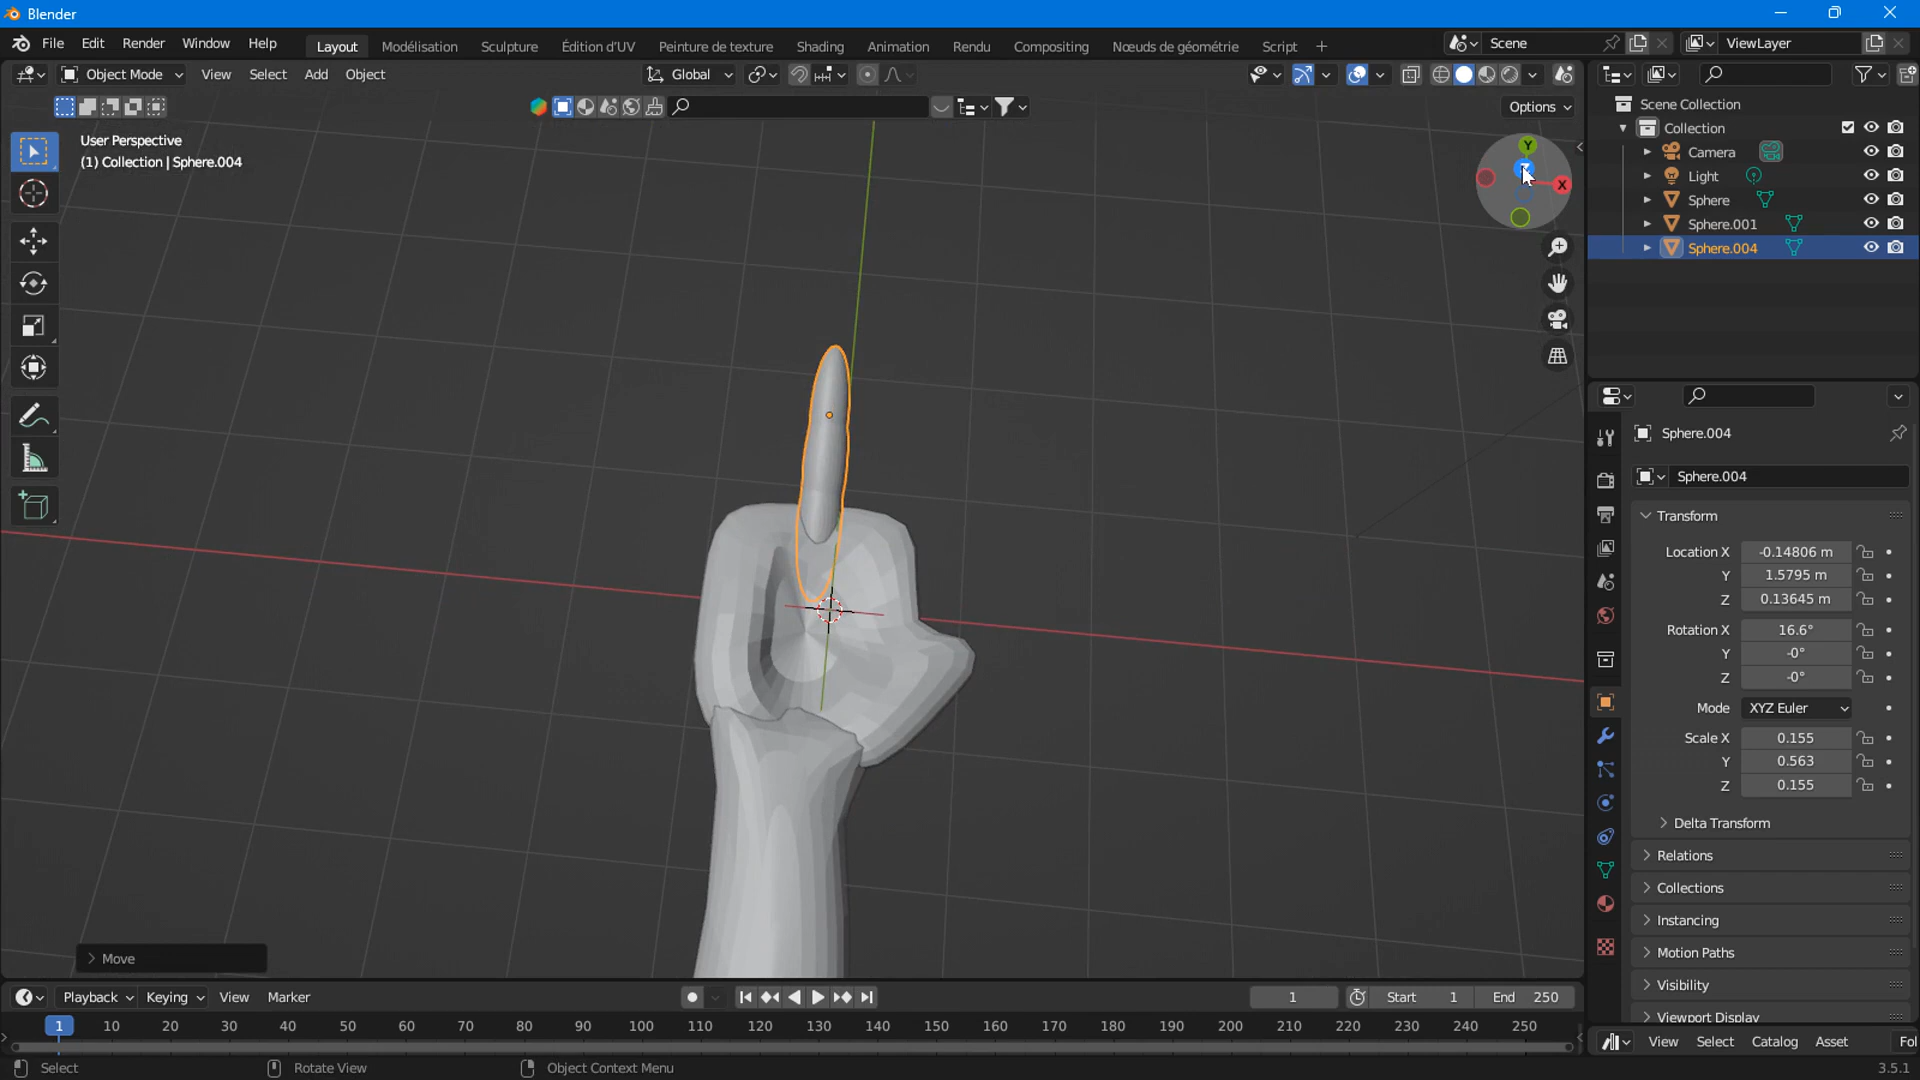 Blender
File Edit Render Window Help Layout Modélisation Sculpture Édition d'UV Peinture de texture Shading Animation Rendu Compositing Nœuds de géométrie Script + Scene ViewLayer
Object Mode View Select Add Object Global
Options
User Perspective
(1) Collection | Sphere.004
Y
X
Move
Scene Collection
Collection
Camera
Light
Sphere
Sphere.001
Sphere.004
Sphere.004
Sphere.004
Transform
Location X -0.14806 m
Y 1.5795 m
Z 0.13645 m
Rotation X 16.6°
Y -0°
Z -0°
Mode XYZ Euler
Scale X 0.155
Y 0.563
Z 0.155
Delta Transform
Relations
Collections
Instancing
Motion Paths
Visibility
Viewport Display
Playback Keying View Marker 1 Start 1 End 250
1 10 20 30 40 50 60 70 80 90 100 110 120 130 140 150 160 170 180 190 200 210 220 230 240 250
View Select Catalog Asset Fol
Select Rotate View Object Context Menu 3.5.1